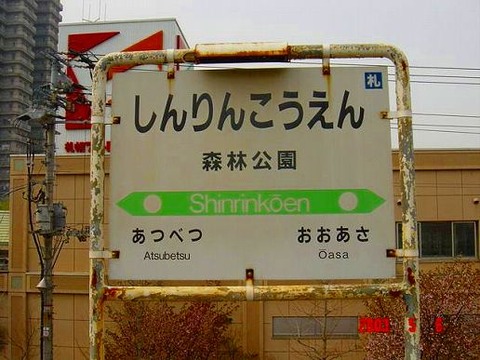 札
しんりんこうえん
森林公園
Shinrinkōen
あつべつ おおあさ
Atsubetsu Ōasa